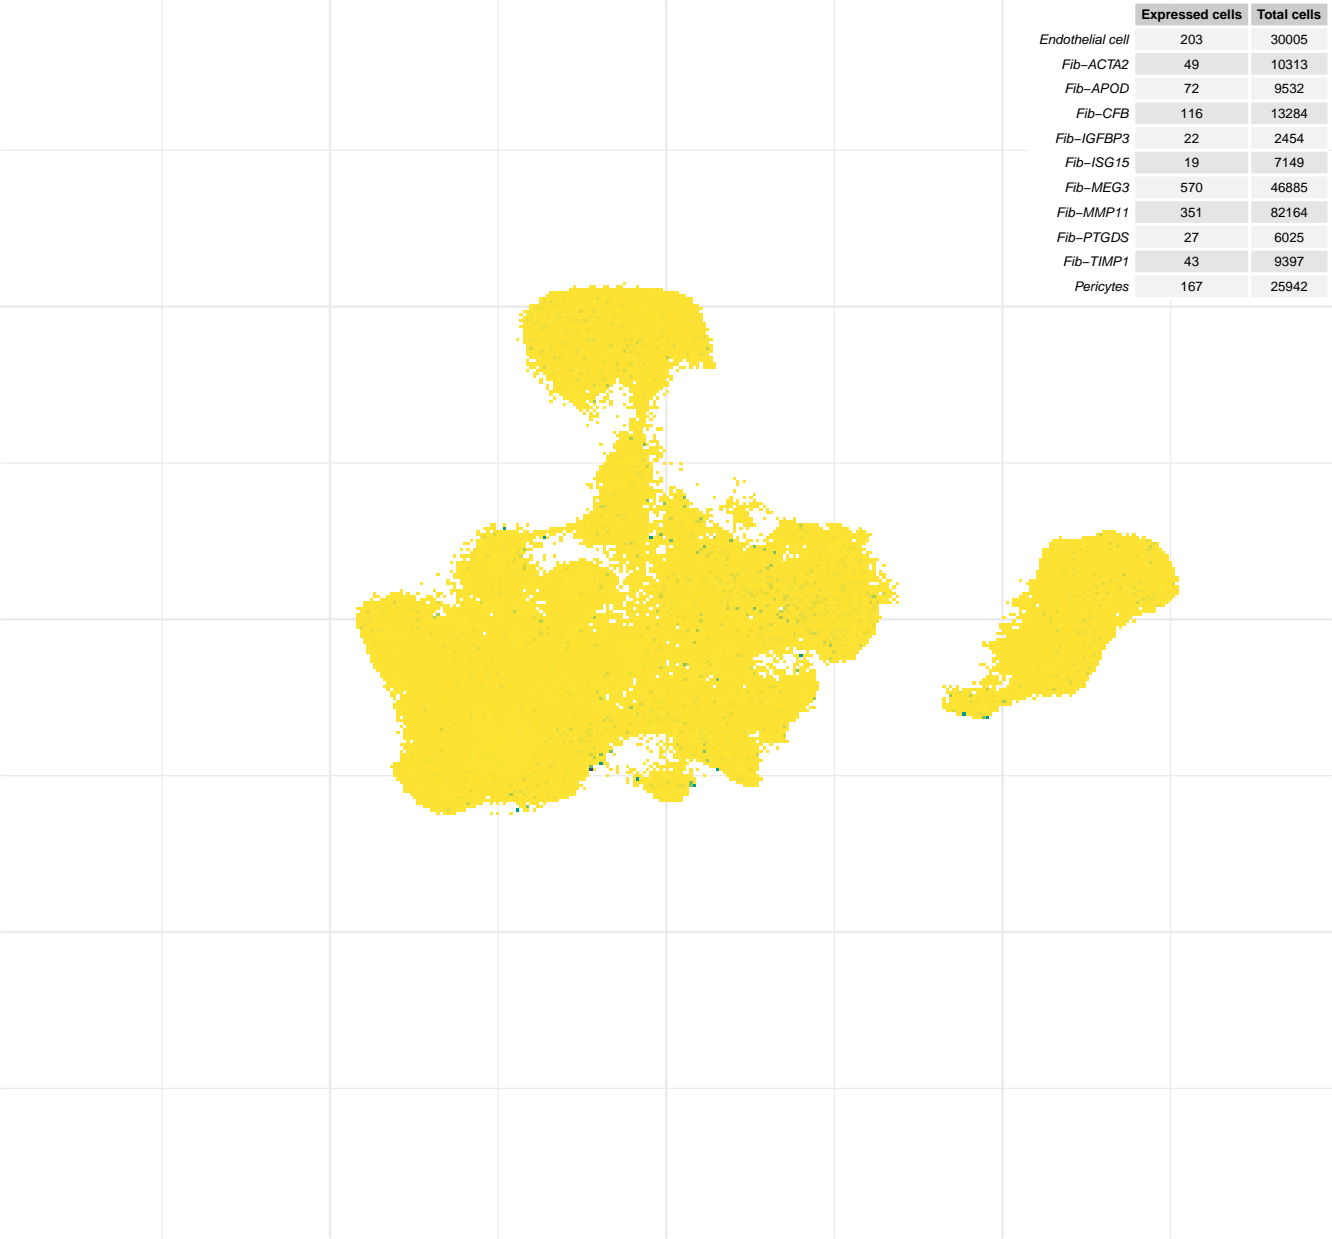 Expressed cells Total cells
Endothelial cell 203 30005
Fib−ACTA2 49 10313
Fib−APOD 72 9532
Fib−CFB 116 13284
Fib−IGFBP3 22 2454
Fib−ISG15 19 7149
Fib−MEG3 570 46885
Fib−MMP11 351 82164
Fib−PTGDS 27 6025
Fib−TIMP1 43 9397
Pericytes 167 25942